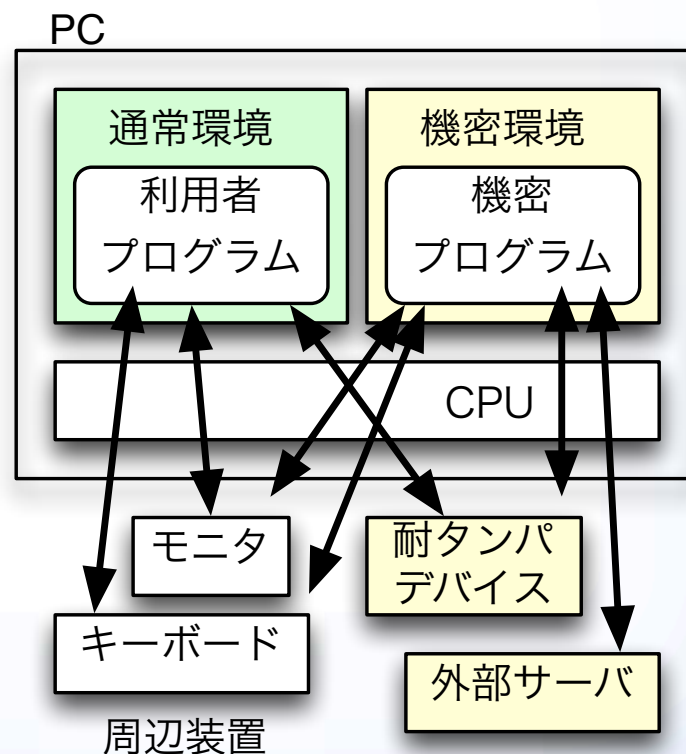 PC
通常環境
利用者
プログラム
機密環境
機密
プログラム
CPU
モニタ
耐タンパ
デバイス
キーボード
外部サーバ
周辺装置